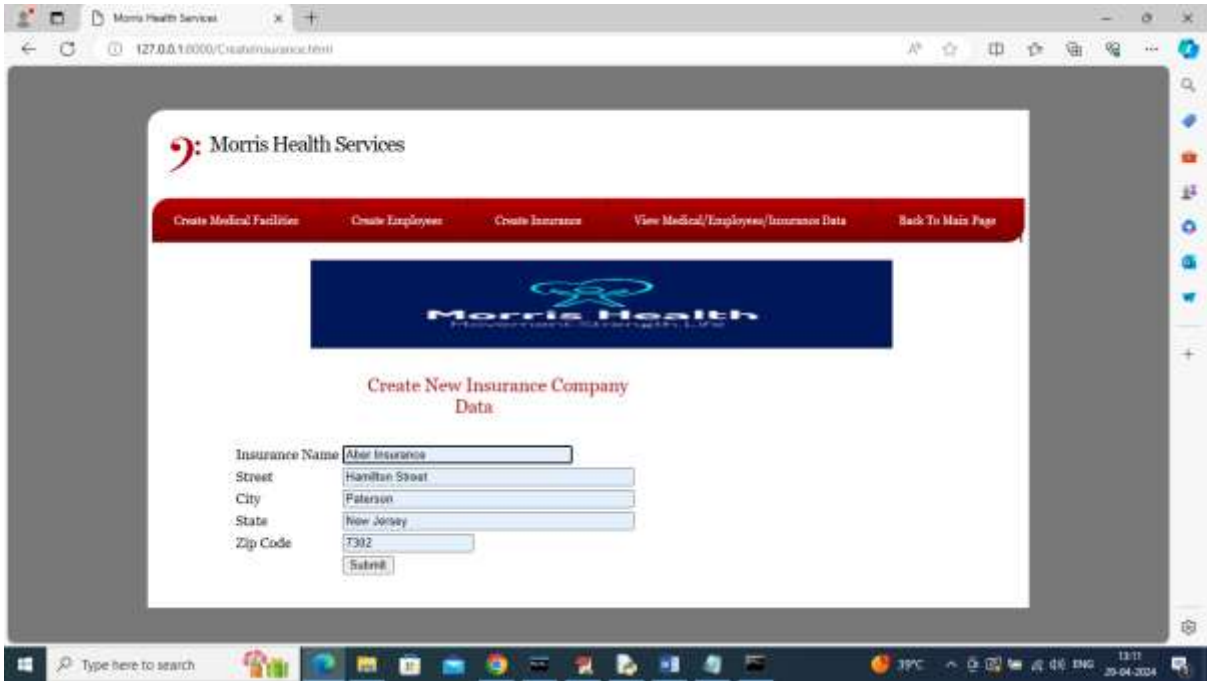 Morris Health Services
127.0.0.1:8000/CreateInsurance.html
Morris Health Services
Create Medical Facilities Create Employees Create Insurance View Medical/Employees/Insurance Data Back To Main Page
Morris Health
Movement Strength Life
Create New Insurance Company
Data
Insurance Name Aber Insurance
Street Hamilton Street
City Paterson
State New Jersey
Zip Code 7302
Submit
Type here to search 39°C ENG 13:11
29-04-2024